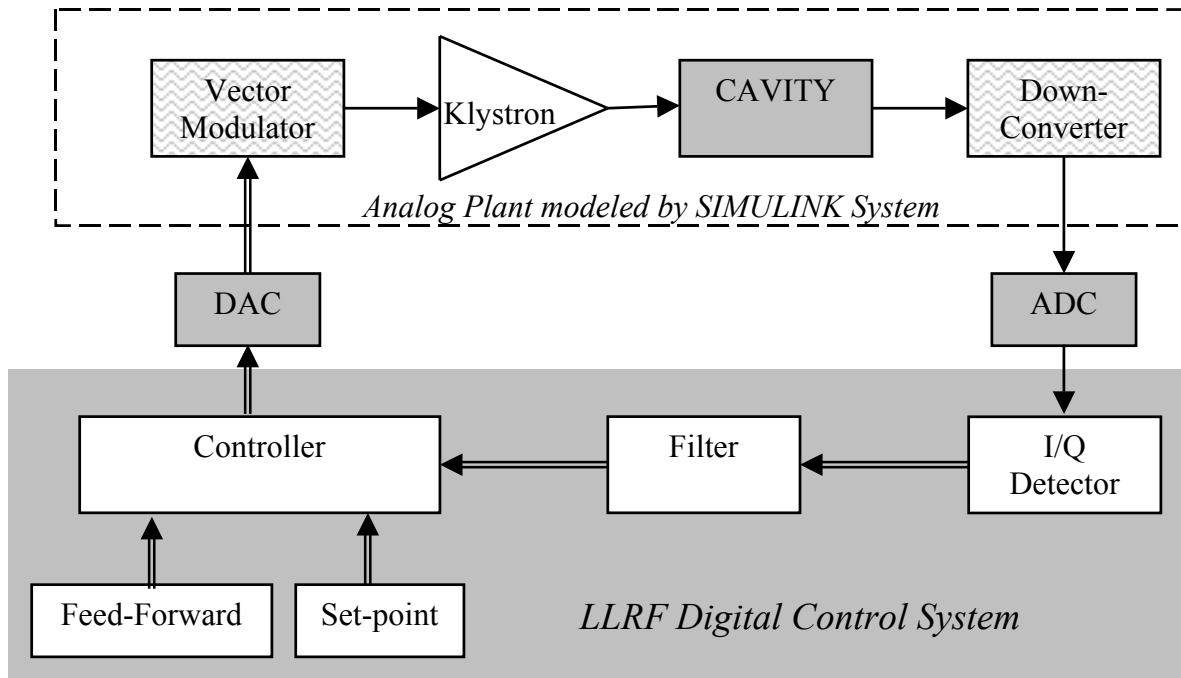 Vector
Modulator
Klystron
CAVITY
Down-
Converter
Analog Plant modeled by SIMULINK System
DAC
ADC
Controller
Filter
I/Q
Detector
Feed-Forward
Set-point
LLRF Digital Control System